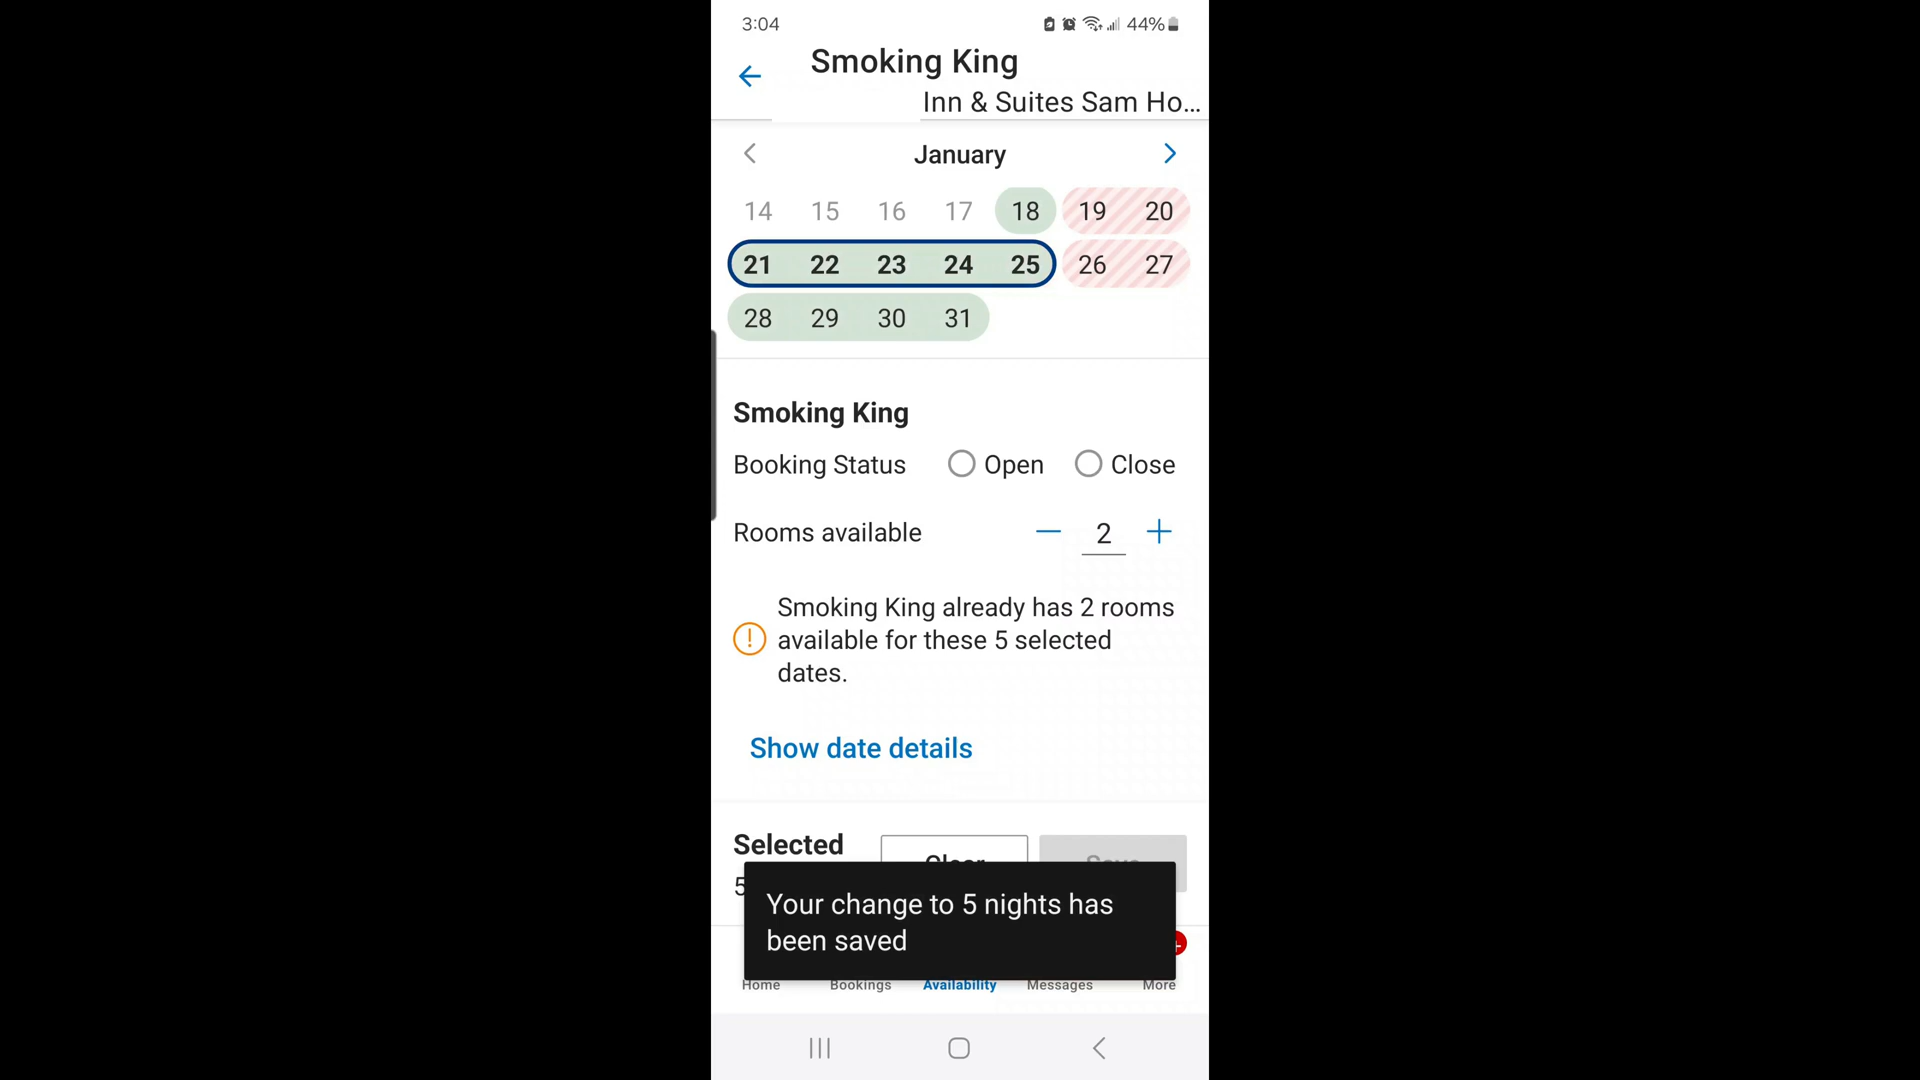 3:04
44%
Smoking King
Inn & Suites Sam Ho...
January
14 15 16 17 18 19 20
21 22 23 24 25 26 27
28 29 30 31
Smoking King
Booking Status Open Close
Rooms available 2
Smoking King already has 2 rooms
available for these 5 selected
dates.
Show date details
Selected
Clear Save
5
Your change to 5 nights has
been saved
Home Bookings Availability Messages More